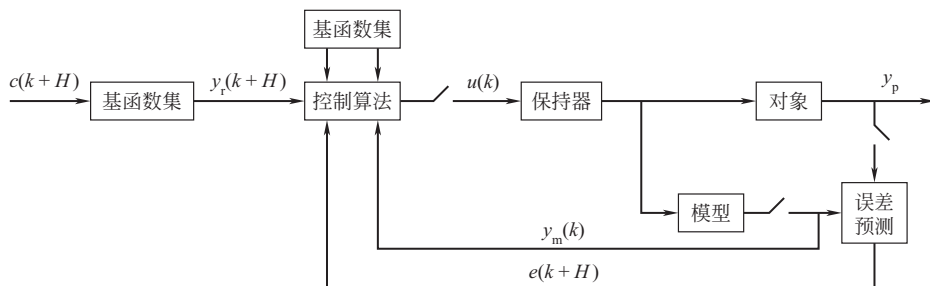 基函数集
c(k+H)
基函数集
y_r(k+H)
控制算法
u(k)
保持器
对象
y_p
模型
误差
预测
y_m(k)
e(k+H)